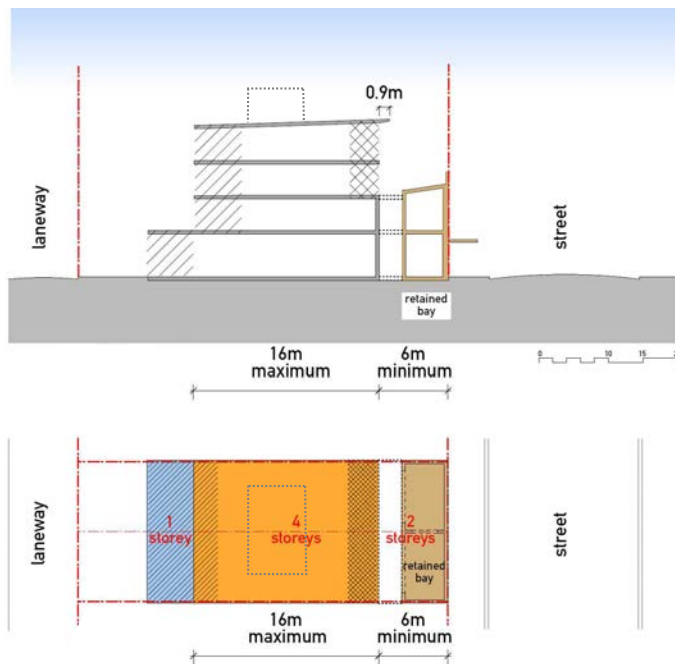 0.9m
laneway
street
retained
bay
16m
maximum
6m
minimum
0
10
15
laneway
1
storey
4
storeys
2
storeys
retained
bay
street
16m
maximum
6m
minimum